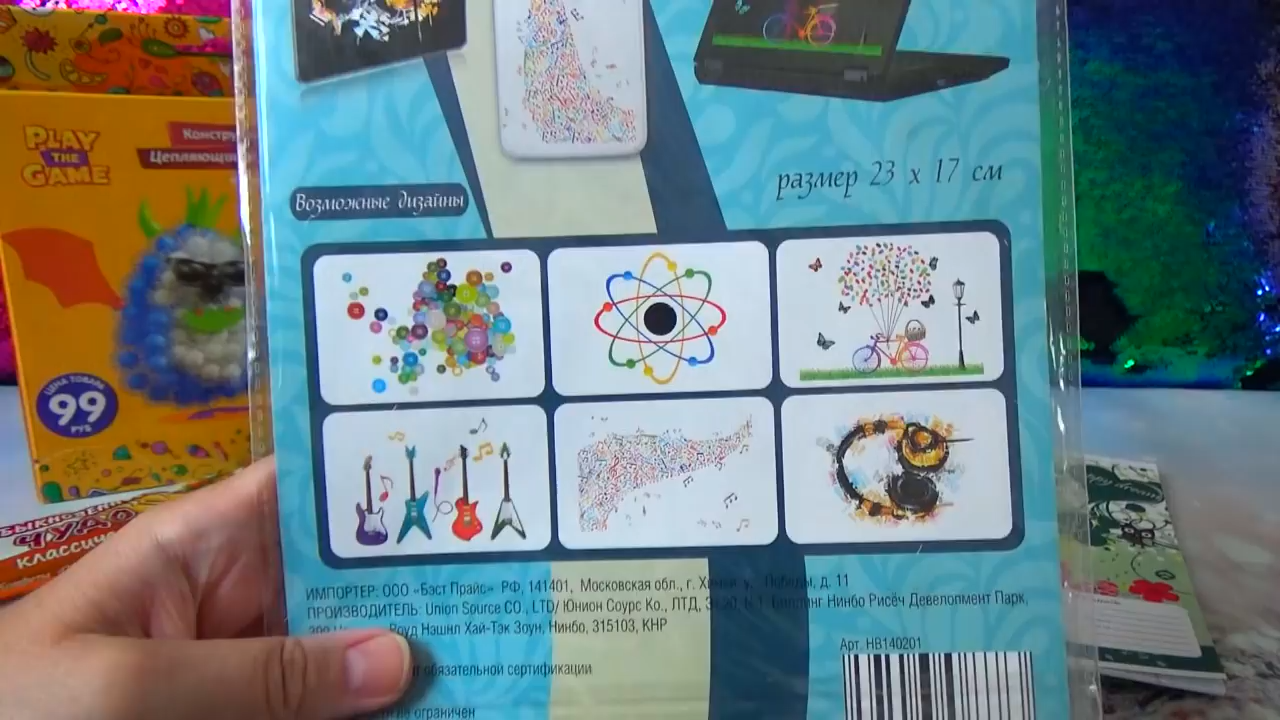 PLAY
THE
GAME
Констру
Цепляющи
ЦЕНА ТОВАРА
99
РУБ
ЧУДО
классиче
размер 23 x 17 см
Возможные дизайны
ИМПОРТЕР: ООО «Бэст Прайс» РФ, 141401, Московская обл., г. Победы, д. 11
ПРОИЗВОДИТЕЛЬ: Union Source CO., LTD/ Юнион Соурс Ко., ЛТД, Нинбо Рисёч Девелопмент Парк,
Роуд Нэшнл Хай-Тэк Зоун, Нинбо, 315103, КНР
обязательной сертификации
ограничен
Арт. HB140201